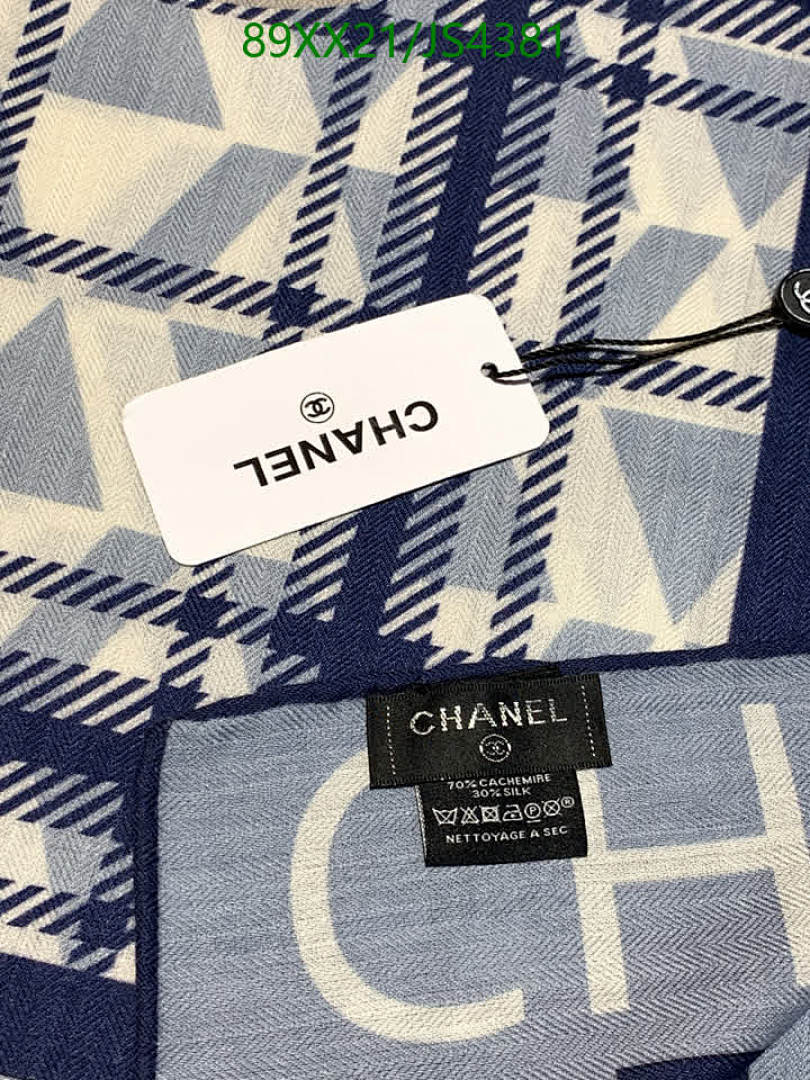 89XX21/JS4381
CHANEL
CHANEL
70% CACHEMIRE
30% SILK
NETTOYAGE A SEC
CH